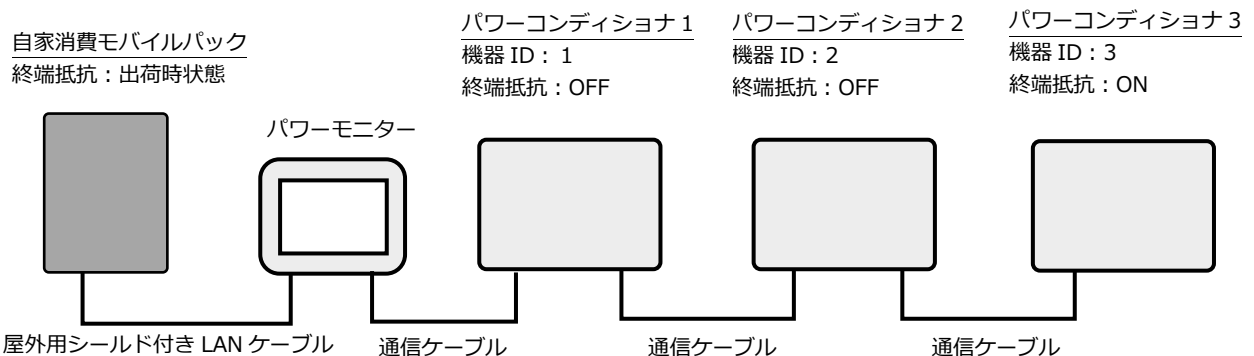 自家消費モバイルパック
終端抵抗：出荷時状態
パワーモニター
パワーコンディショナ 1
機器 ID： 1
終端抵抗：OFF
パワーコンディショナ 2
機器 ID：2
終端抵抗：OFF
パワーコンディショナ 3
機器 ID：3
終端抵抗：ON
屋外用シールド付き LAN ケーブル
通信ケーブル
通信ケーブル
通信ケーブル